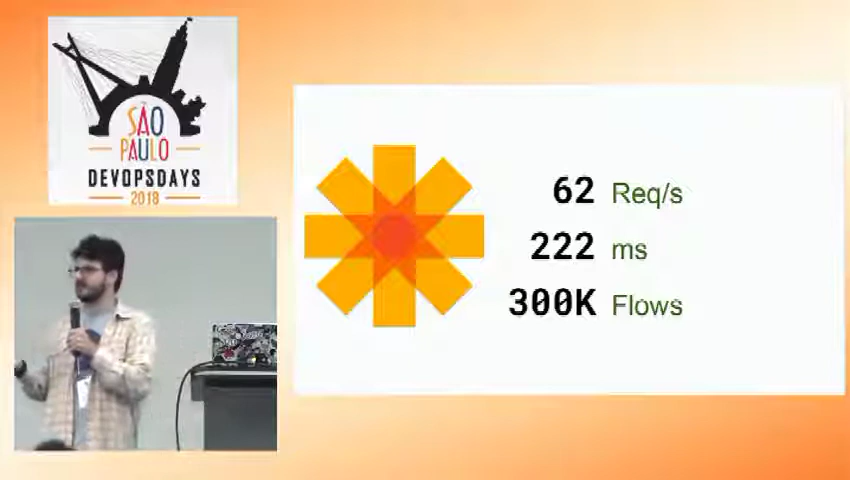 SÃO
PAULO
DEVOPSDAYS
2018
62 Req/s
222 ms
300K Flows